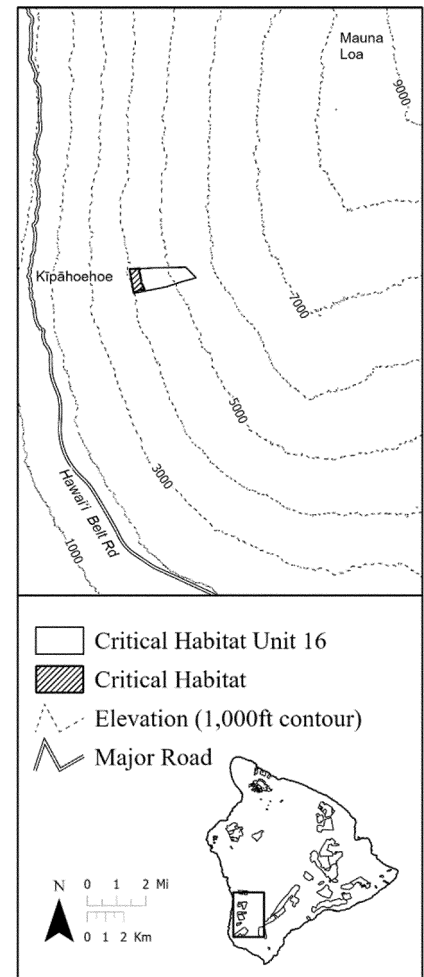 Mauna
Loa
9000
Kīpāhoehoe
7000
5000
3000
Hawaiʻi Belt Rd
1000
Critical Habitat Unit 16
Critical Habitat
Elevation (1,000ft contour)
Major Road
N
0 1 2 Mi
0 1 2 Km